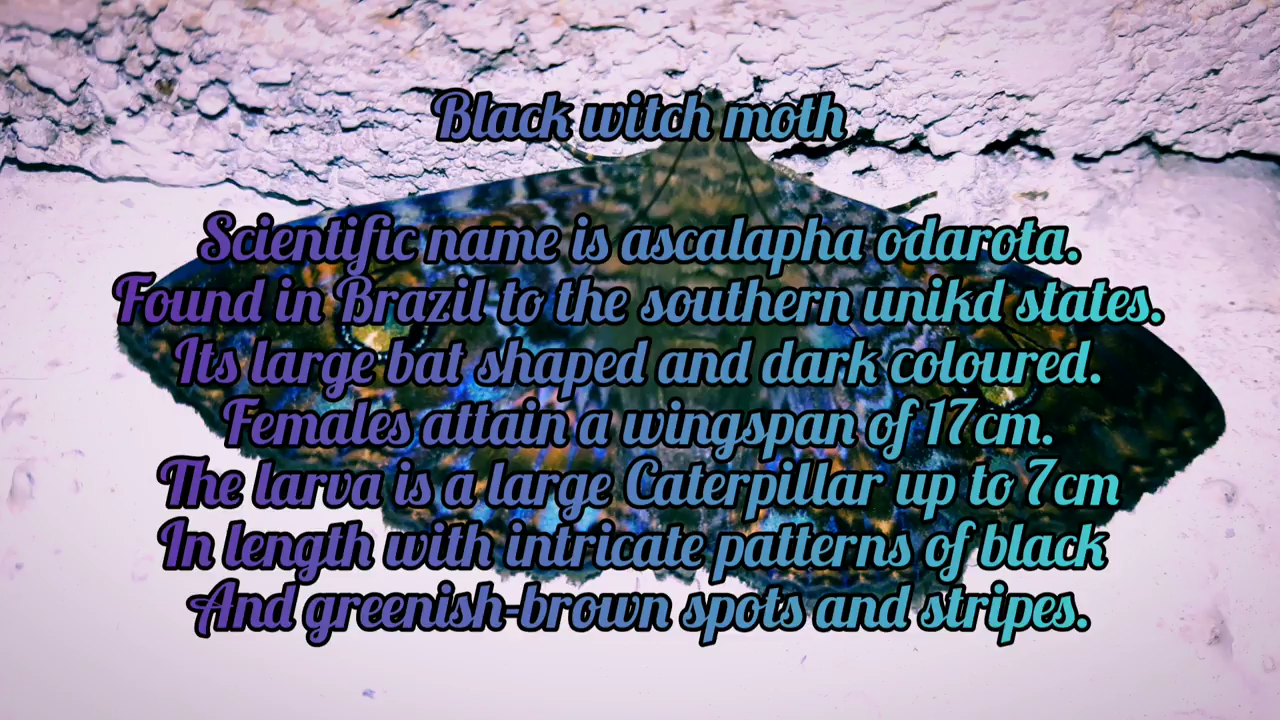 Black witch moth
Scientific name is ascalapha odarota.
Found in Brazil to the southern unikd states.
Its large bat shaped and dark coloured.
Females attain a wingspan of 17cm.
The larva is a large Caterpillar up to 7cm
In length with intricate patterns of black
And greenish-brown spots and stripes.